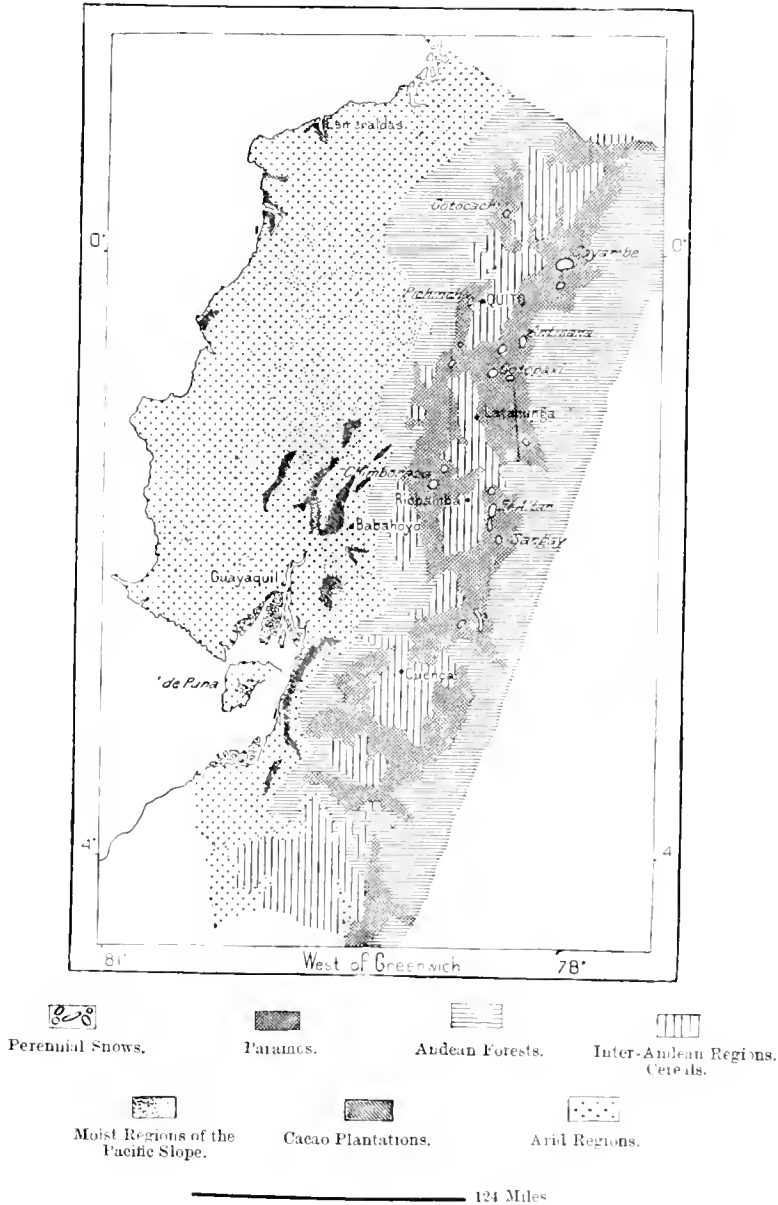 Esmeraldas
Cotocachi
0°
0°
Cayambe
Pichincha
QUITO
Antisana
Cotopaxi
Latacunga
Chimborazo
Riobamba
Babahoyo
Altar
Sangay
Guayaquil
de Puna
Cuenca
4°
4
81°
West of Greenwich
78°
Perennial Snows.
Paramos.
Andean Forests.
Inter-Andean Regions.
Cereals.
Moist Regions of the
Pacific Slope.
Cacao Plantations.
Arid Regions.
124 Miles